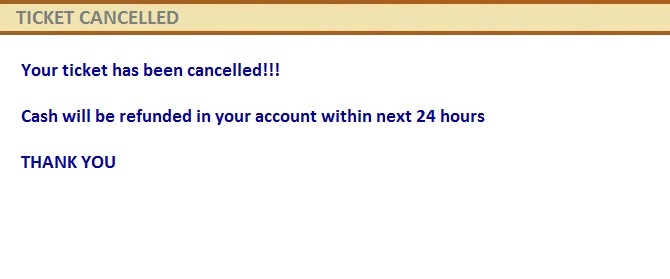 TICKET CANCELLED
Your ticket has been cancelled!!!
Cash will be refunded in your account within next 24 hours
THANK YOU